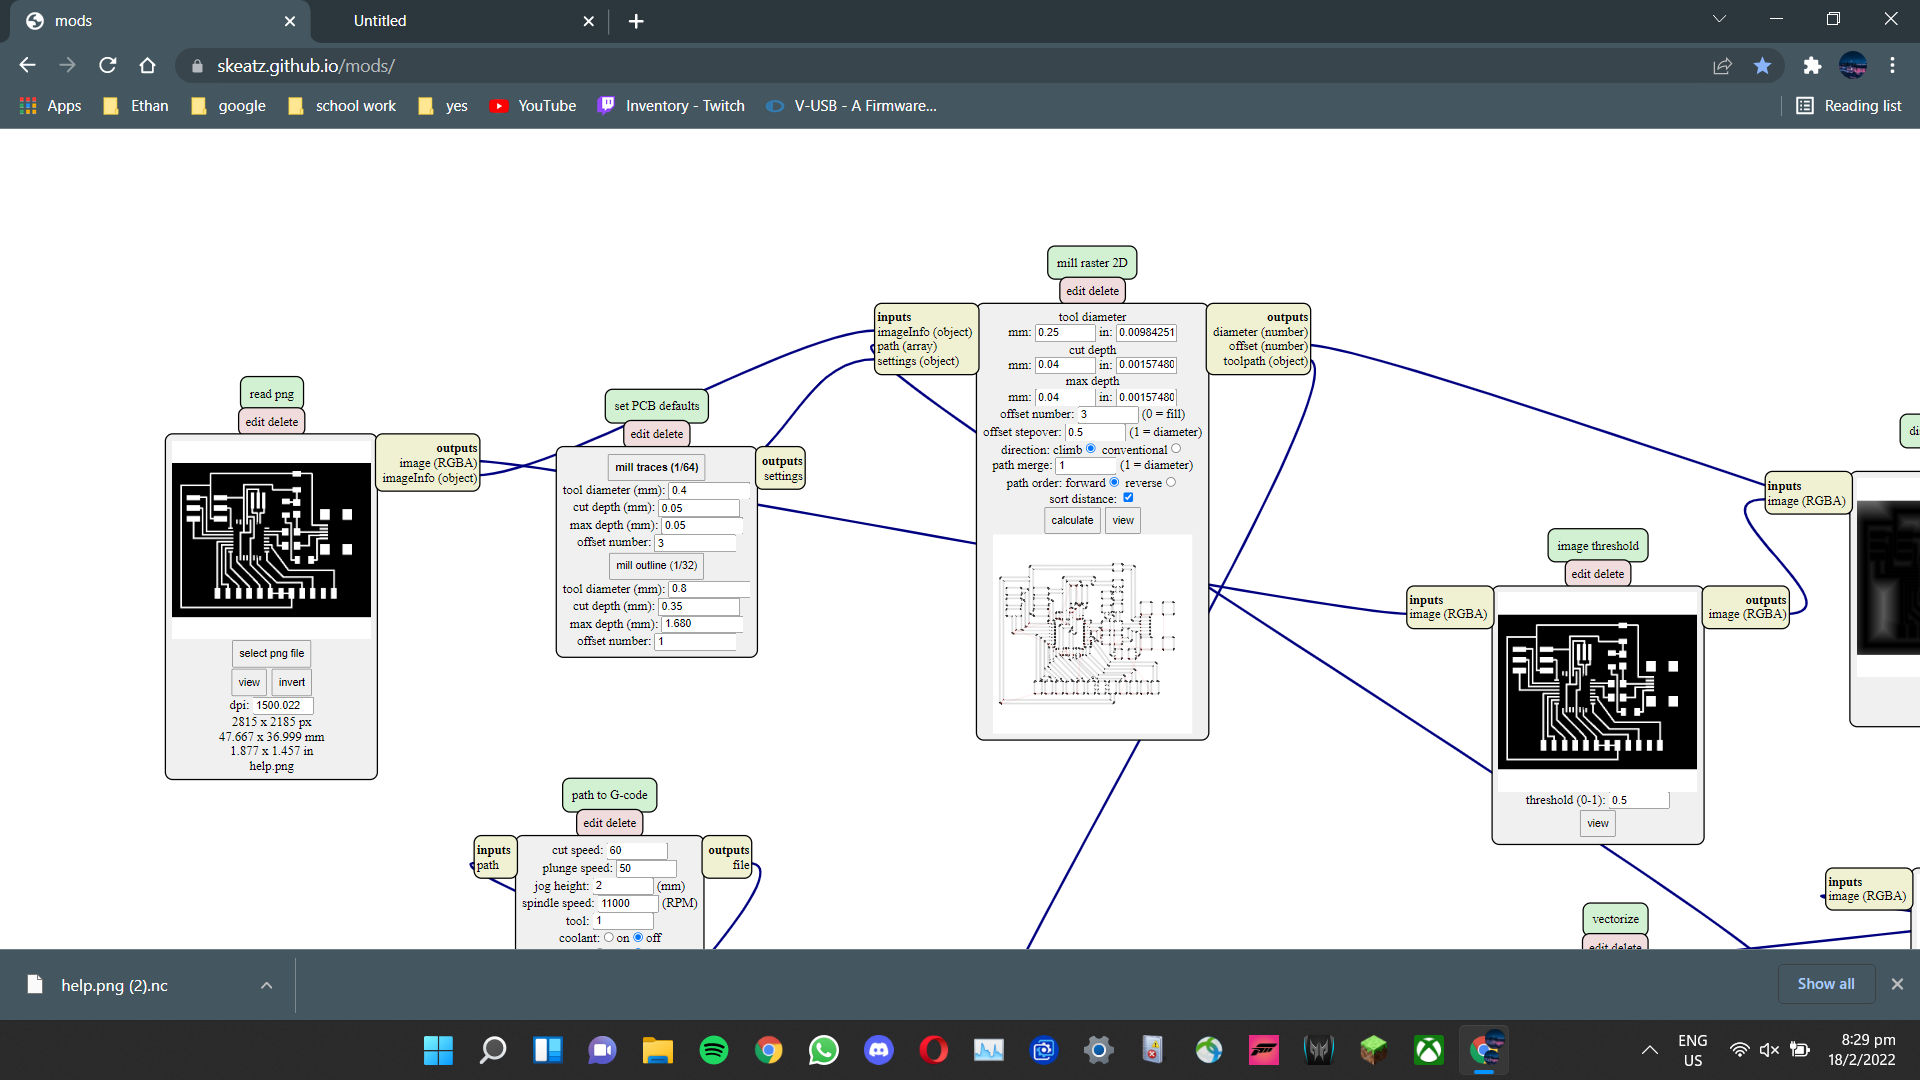 mods
Untitled
skeatz.github.io/mods/
Apps
Ethan
google
school work
yes
YouTube
Inventory - Twitch
V-USB - A Firmware...
Reading list
read png
edit delete
outputs
image (RGBA)
imageInfo (object)
select png file
view invert
dpi: 1500.022
2815 x 2185 px
47.667 x 36.999 mm
1.877 x 1.457 in
help.png
set PCB defaults
edit delete
mill traces (1/64)
tool diameter (mm): 0.4
cut depth (mm): 0.05
max depth (mm): 0.05
offset number: 3
mill outline (1/32)
tool diameter (mm): 0.8
cut depth (mm): 0.35
max depth (mm): 1.680
offset number: 1
outputs
settings
mill raster 2D
edit delete
inputs
imageInfo (object)
path (array)
settings (object)
tool diameter
mm: 0.25 in: 0.00984251
cut depth
mm: 0.04 in: 0.00157480
max depth
mm: 0.04 in: 0.00157480
offset number: 3 (0 = fill)
offset stepover: 0.5 (1 = diameter)
direction: climb conventional
path merge: 1 (1 = diameter)
path order: forward reverse
sort distance:
calculate view
outputs
diameter (number)
offset (number)
toolpath (object)
image threshold
edit delete
inputs
image (RGBA)
threshold (0-1): 0.5
view
outputs
image (RGBA)
inputs
image (RGBA)
di
path to G-code
edit delete
inputs
path
cut speed: 60
plunge speed: 50
jog height: 2 (mm)
spindle speed: 11000 (RPM)
tool: 1
coolant: on off
outputs
file
vectorize
edit delete
inputs
image (RGBA)
help.png (2).nc
Show all
ENG
US
8:29 pm
18/2/2022